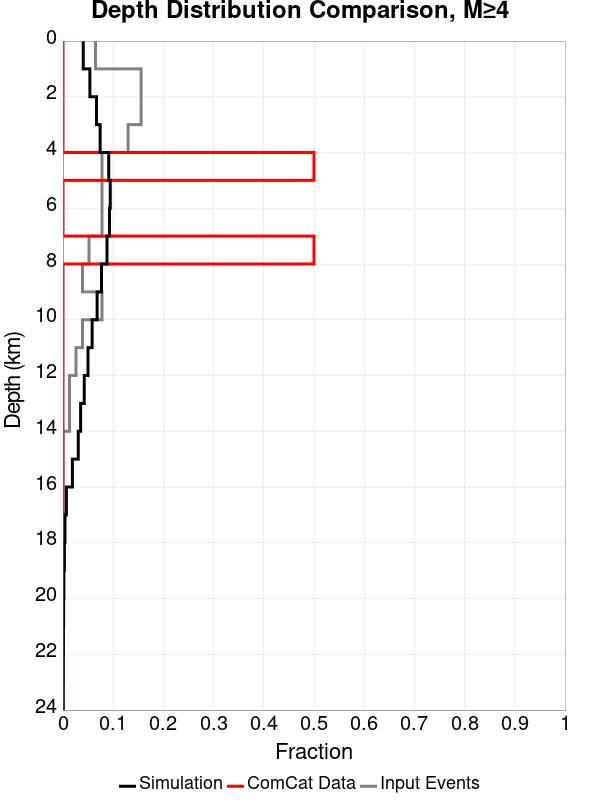 Depth Distribution Comparison, M≥4
0
2
4
6
8
10
12
14
16
18
20
22
24
Depth (km)
0 0.1 0.2 0.3 0.4 0.5 0.6 0.7 0.8 0.9 1
Fraction
Simulation ComCat Data Input Events